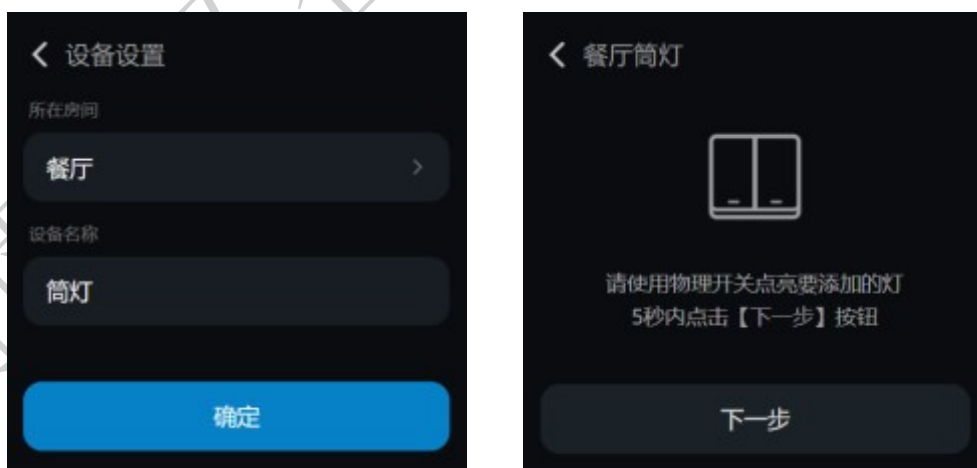 设备设置
所在房间
餐厅
设备名称
筒灯
确定
餐厅筒灯
请使用物理开关点亮要添加的灯
5秒内点击【下一步】按钮
下一步